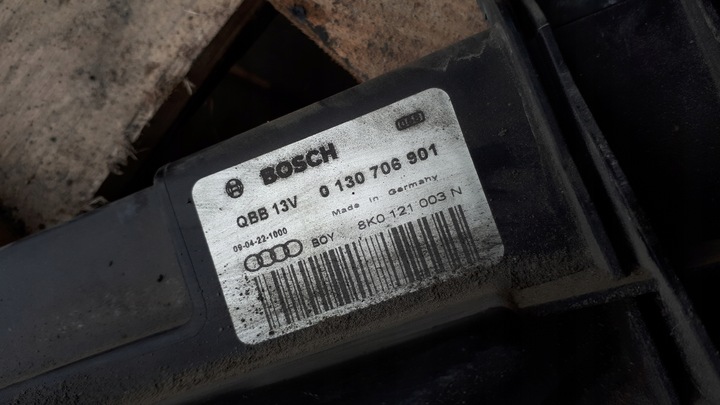 BOSCH
QBB 13V 0 130 706 901
Made in Germany
09-04-22-1000
BOY 8K0 121 003 N